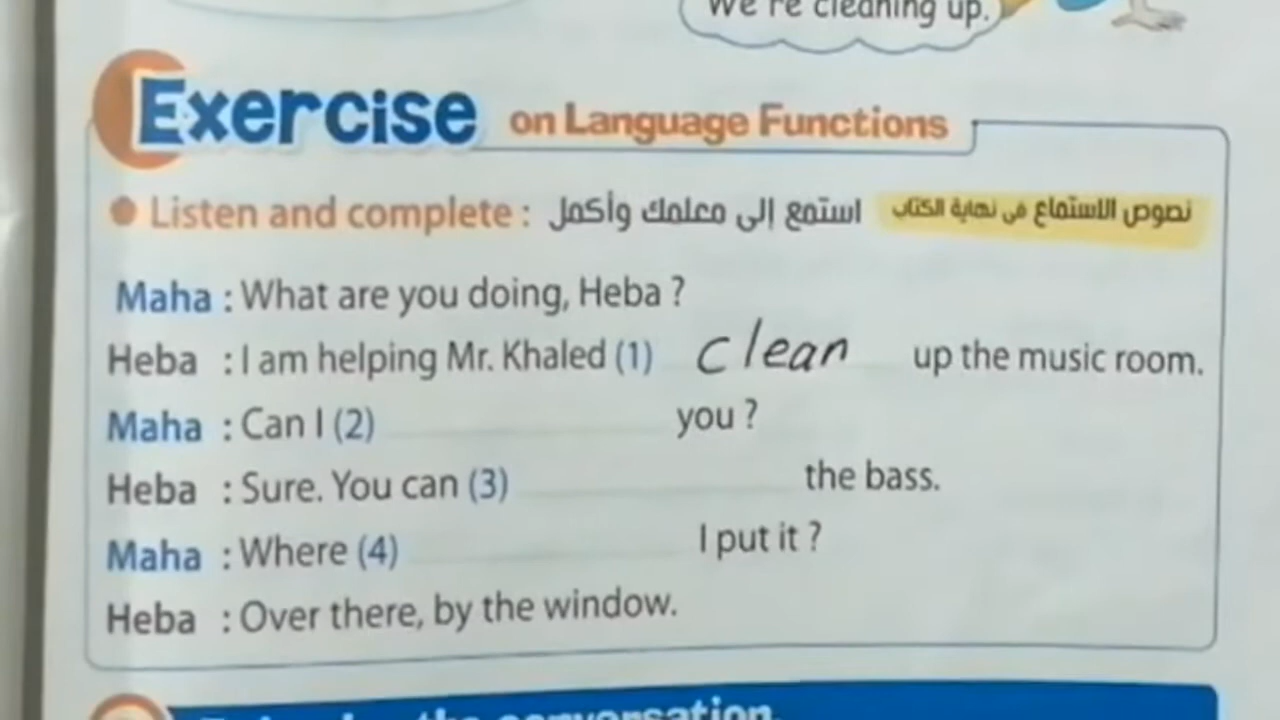 We're cleaning up.
Exercise on Language Functions
Listen and complete : استمع إلى معلمك وأكمل نصوص الاستماع فى نهاية الكتاب
Maha : What are you doing, Heba ?
Heba : I am helping Mr. Khaled (1) clean up the music room.
Maha : Can I (2) you ?
Heba : Sure. You can (3) the bass.
Maha : Where (4) I put it ?
Heba : Over there, by the window.
the conversation.